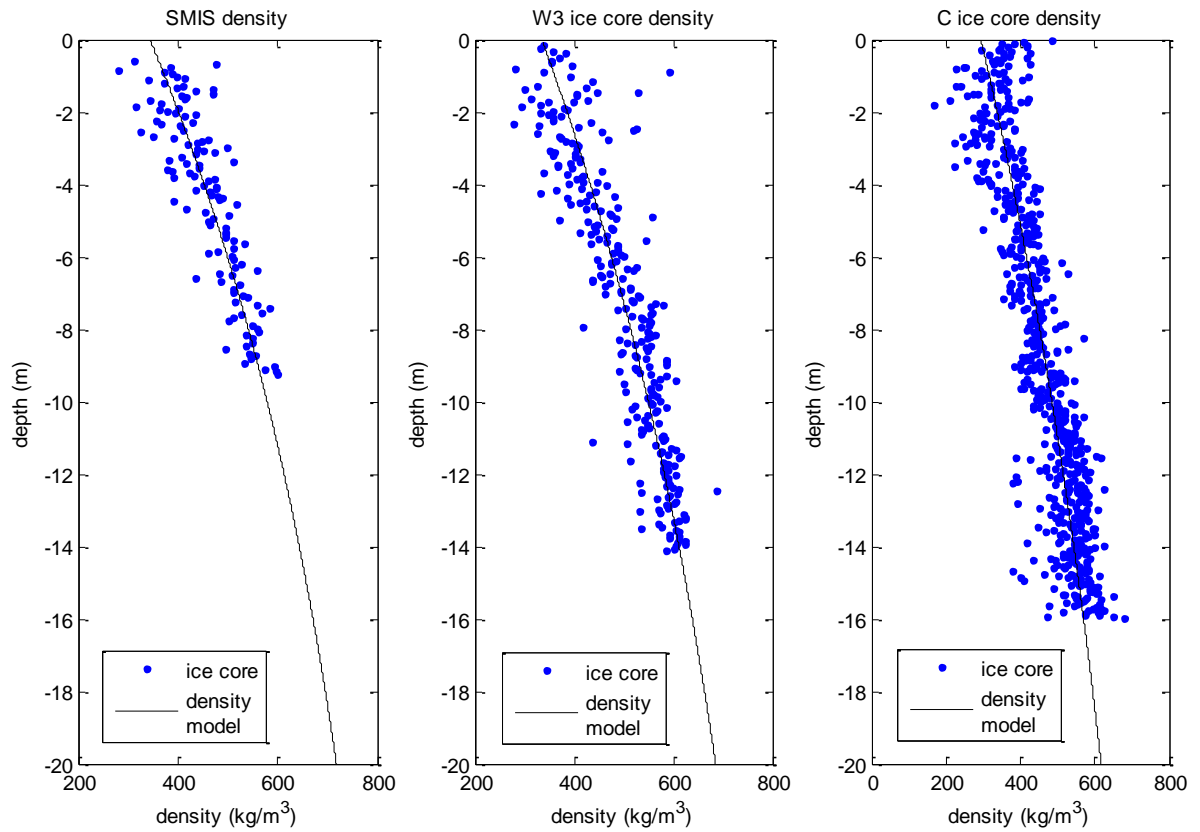 SMIS density
0
-2
-4
-6
-8
-10
-12
-14
-16
-18
-20
200
400
600
800
depth (m)
density (kg/m3)
ice core
density
model
W3 ice core density
0
-2
-4
-6
-8
-10
-12
-14
-16
-18
-20
200
400
600
800
depth (m)
density (kg/m3)
ice core
density
model
C ice core density
0
-2
-4
-6
-8
-10
-12
-14
-16
-18
-20
0
200
400
600
800
depth (m)
density (kg/m3)
ice core
density
model